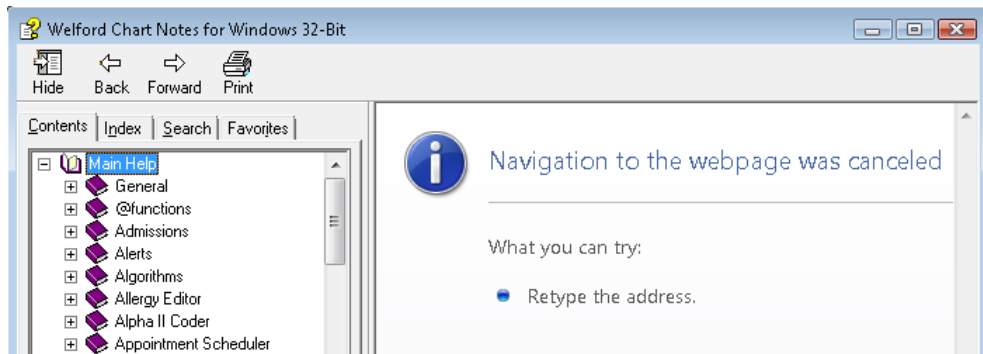 Welford Chart Notes for Windows 32-Bit
Hide Back Forward Print
Contents Index Search Favorites
Main Help
General
@functions
Admissions
Alerts
Algorithms
Allergy Editor
Alpha II Coder
Appointment Scheduler
Navigation to the webpage was canceled
What you can try:
Retype the address.